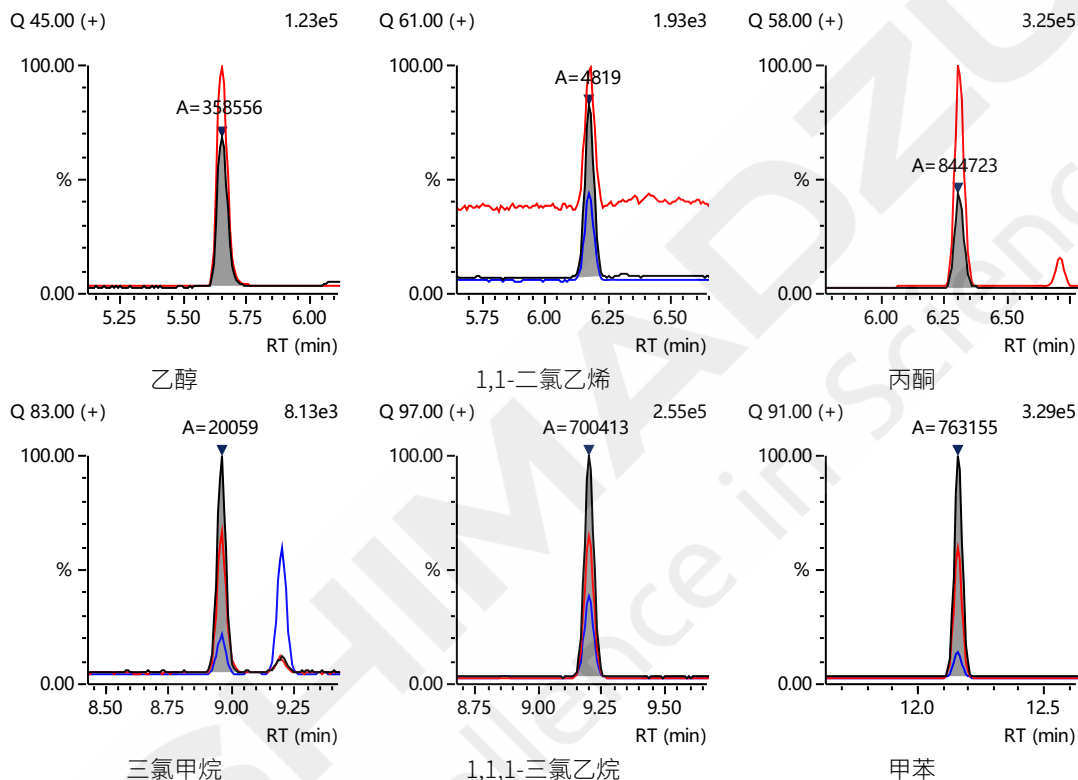 Q 45.00 (+) 1.23e5
100.00
A=358556
%
0.00
5.25 5.50 5.75 6.00
RT (min)
乙醇
Q 61.00 (+) 1.93e3
100.00
A=4819
%
0.00
5.75 6.00 6.25 6.50
RT (min)
1,1-二氯乙烯
Q 58.00 (+) 3.25e5
100.00
A=844723
%
0.00
6.00 6.25 6.50
RT (min)
丙酮
Q 83.00 (+) 8.13e3
A=20059
100.00
%
0.00
8.50 8.75 9.00 9.25
RT (min)
三氯甲烷
Q 97.00 (+) 2.55e5
A=700413
100.00
%
0.00
8.75 9.00 9.25 9.50
RT (min)
1,1,1-三氯乙烷
Q 91.00 (+) 3.29e5
A=763155
100.00
%
0.00
12.0 12.5
RT (min)
甲苯
SHIMADZU
Excellence in Science